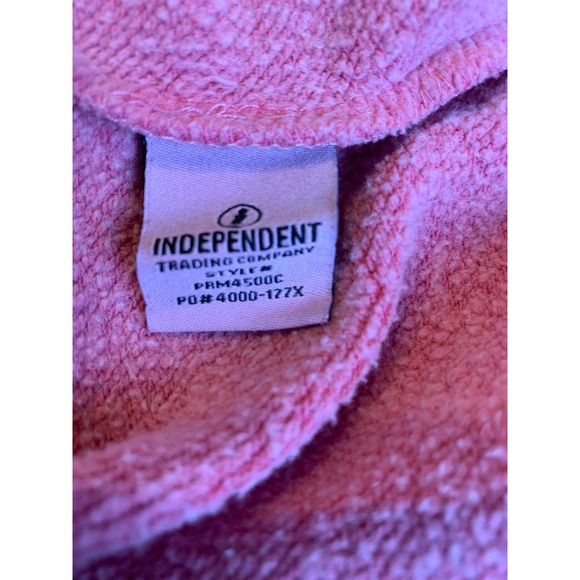 INDEPENDENT
TRADING COMPANY
STYLE#
PRM4500C
PO#4000-177X